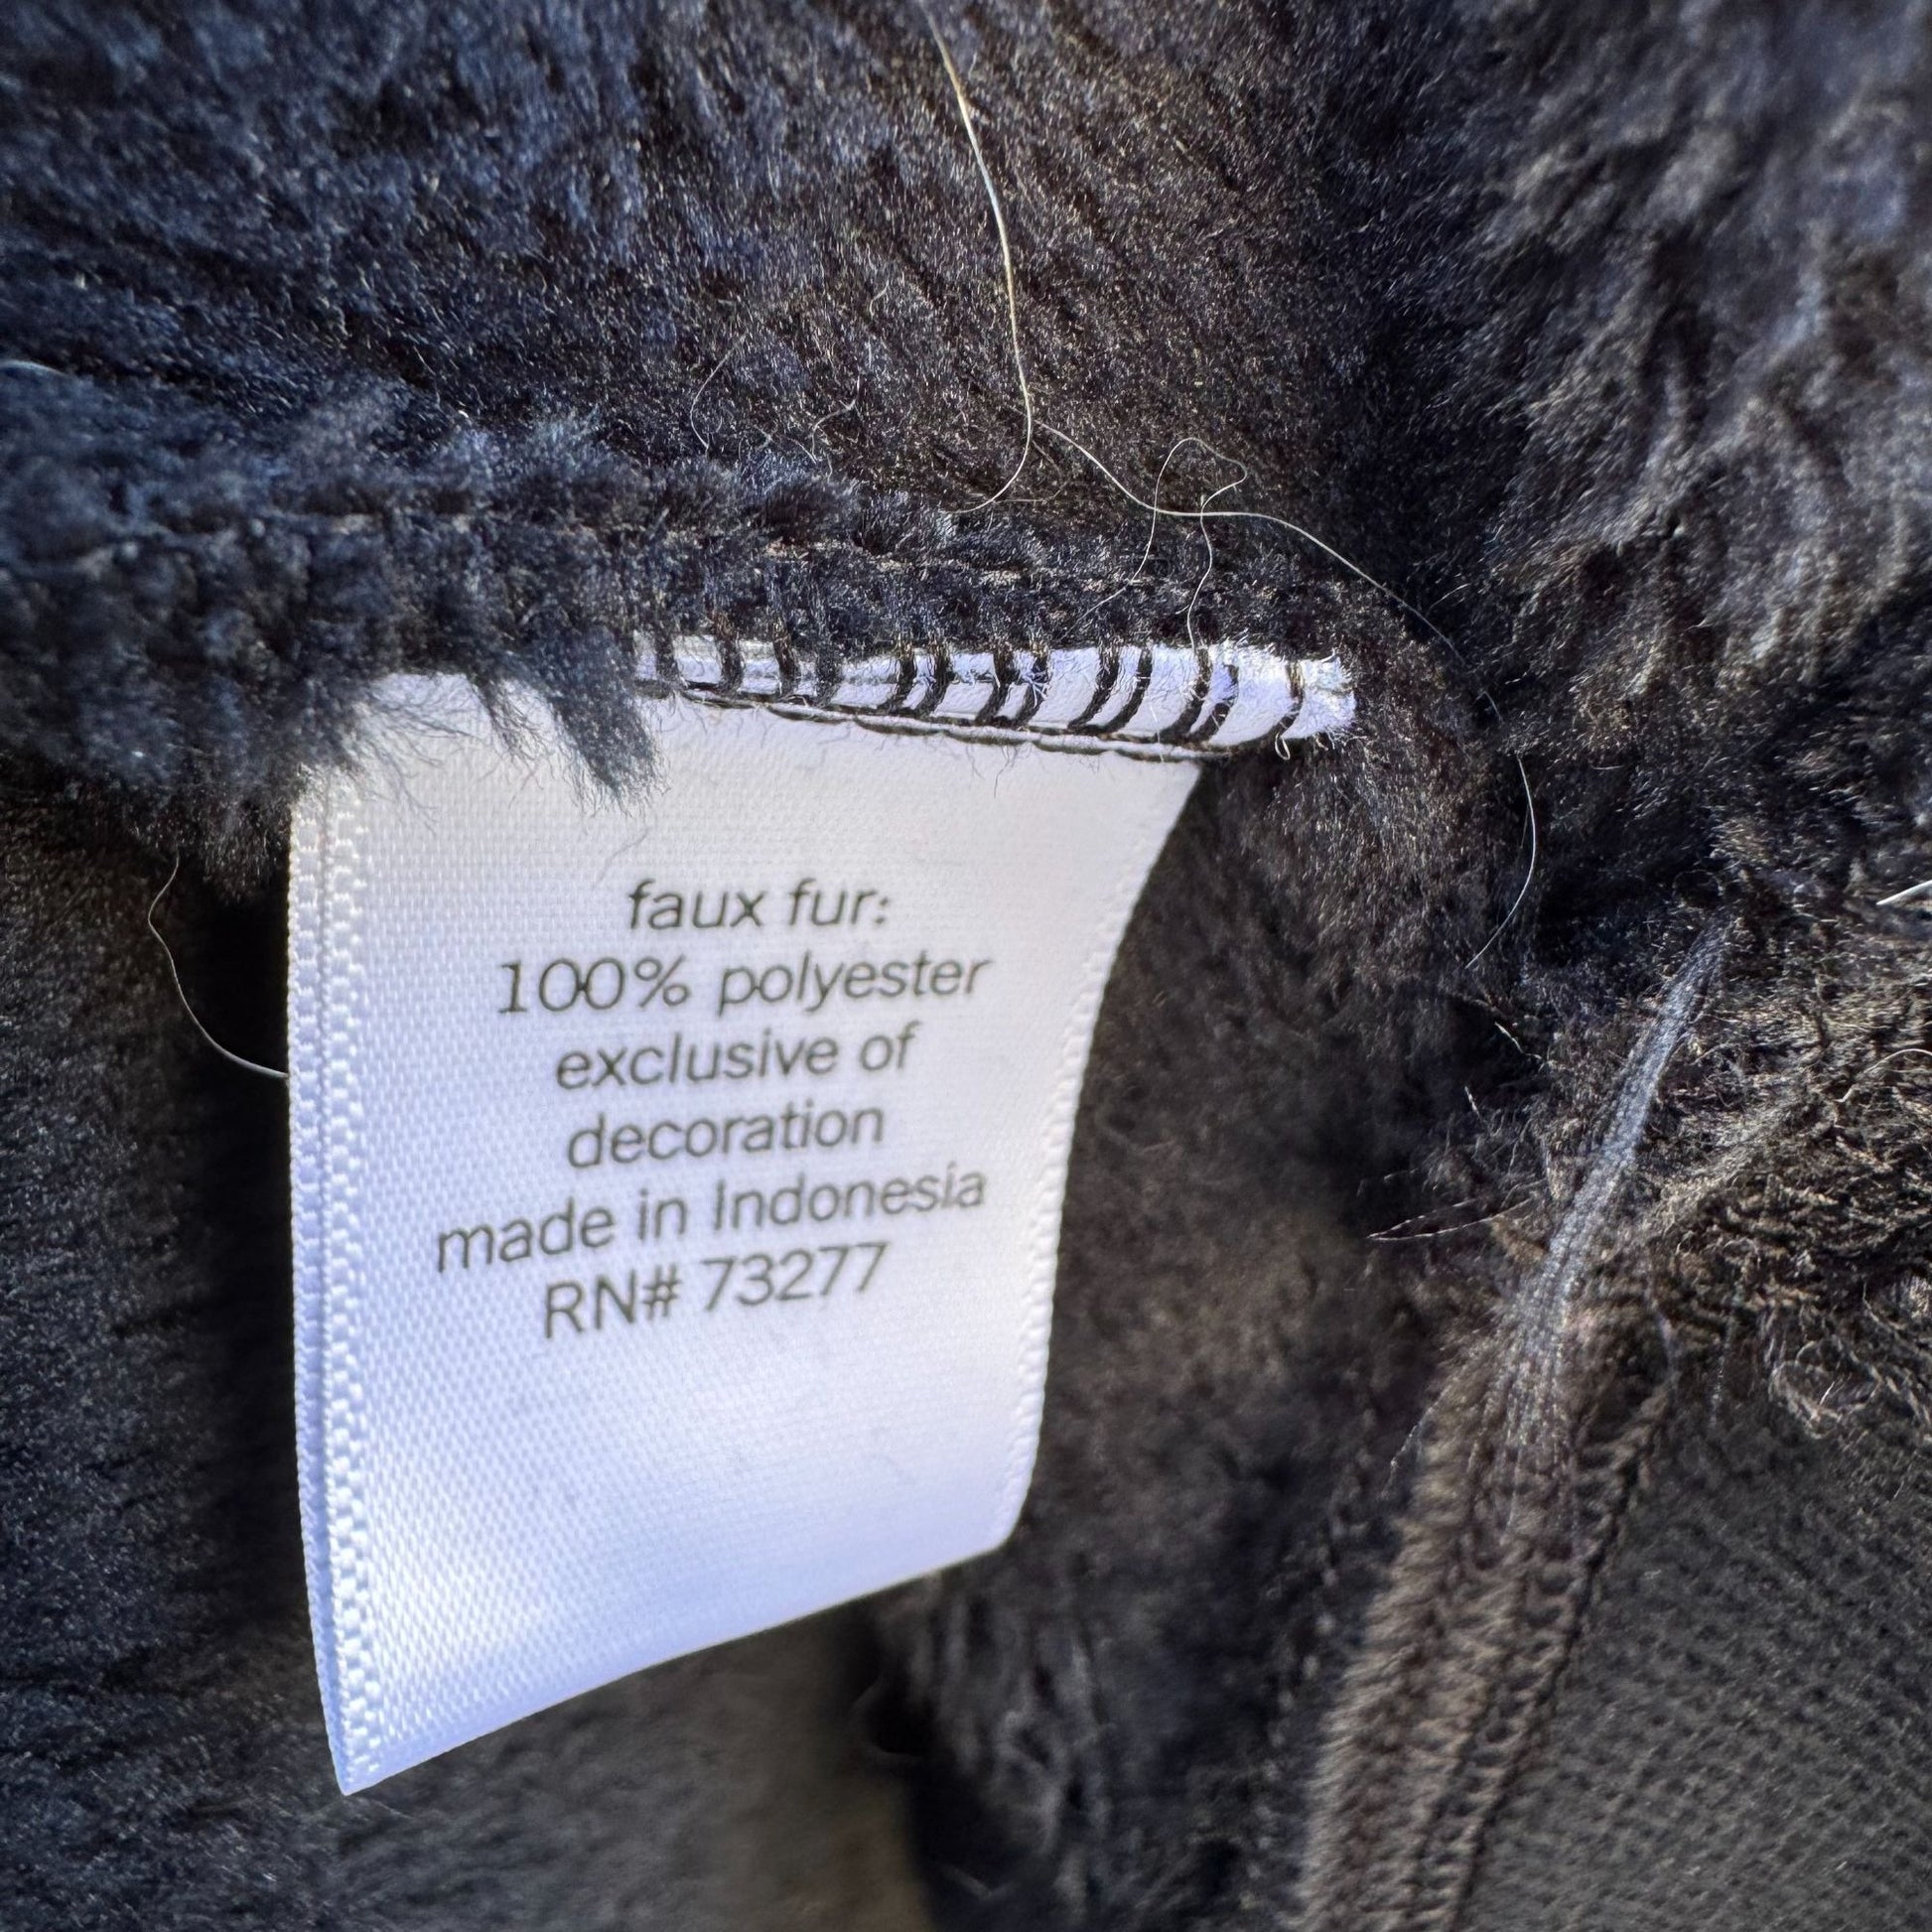 faux fur:
100% polyester
exclusive of
decoration
made in Indonesia
RN# 73277